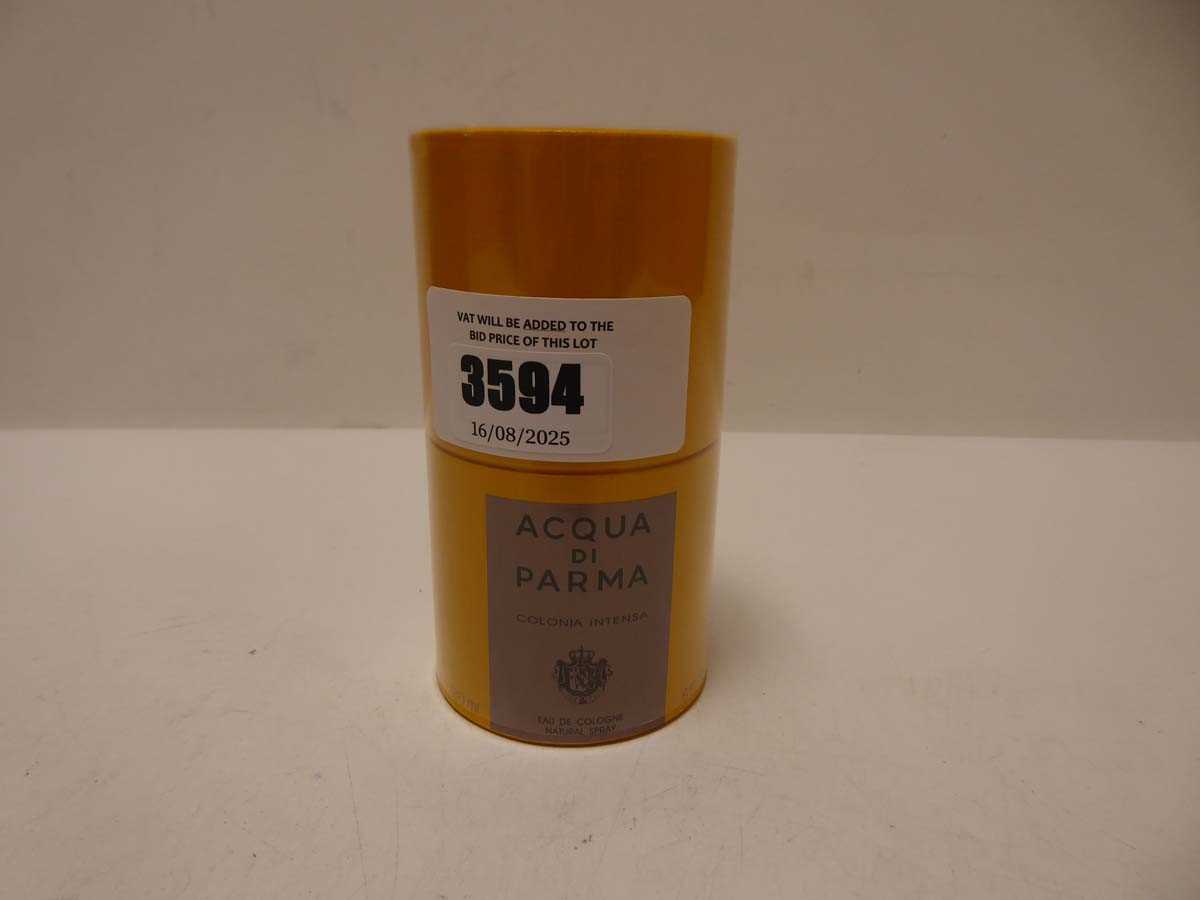 VAT WILL BE ADDED TO THE
BID PRICE OF THIS LOT
3594
16/08/2025
ACQUA
DI
PARMA
COLONIA INTENSA
EAU DE COLOGNE
NATURAL SPRAY